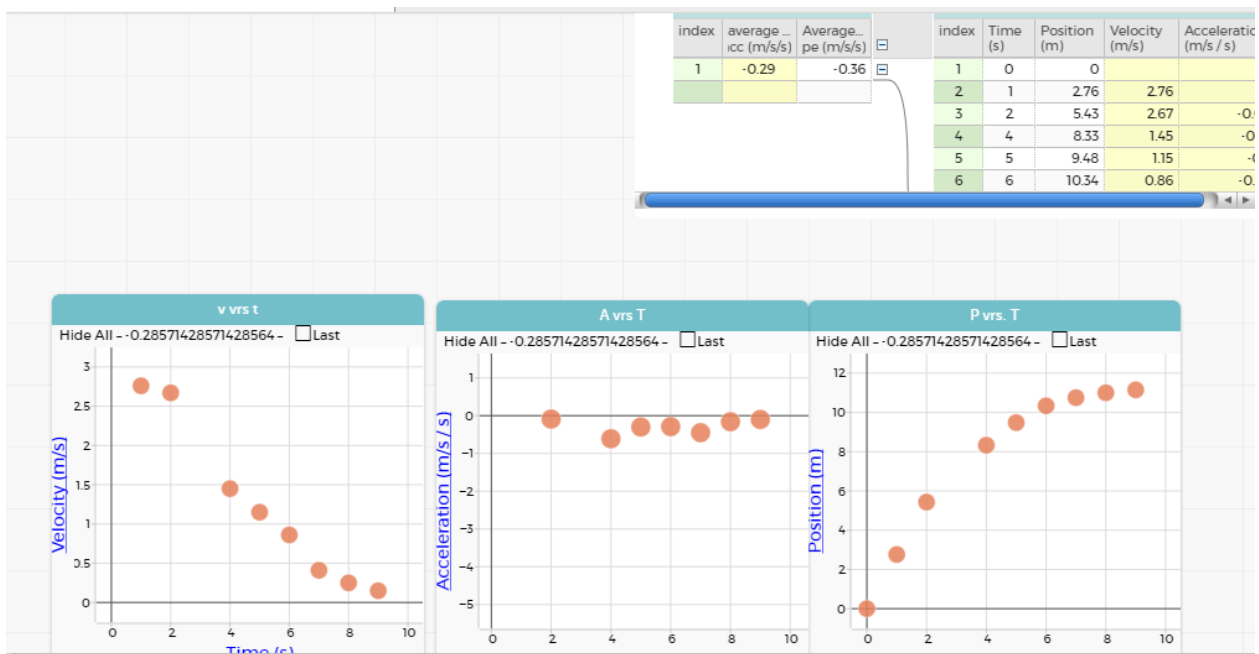 index average ... Average...
ıcc (m/s/s) pe (m/s/s)
1 -0.29 -0.36
index Time (s) Position (m) Velocity (m/s) Acceleratic (m/s / s)
1 0 0
2 1 2.76 2.76
3 2 5.43 2.67 -0.
4 4 8.33 1.45 -0
5 5 9.48 1.15 -
6 6 10.34 0.86 -0.
v vrs t
Hide All – -0.28571428571428564 – Last
3
2.5
2
1.5
1
0.5
0
0 2 4 6 8 10
Velocity (m/s)
Time (s)
A vrs T
Hide All – -0.28571428571428564 – Last
1
0
-1
-2
-3
-4
-5
0 2 4 6 8 10
Acceleration (m/s / s)
P vrs. T
Hide All – -0.28571428571428564 – Last
12
10
8
6
4
2
0
0 2 4 6 8 10
Position (m)